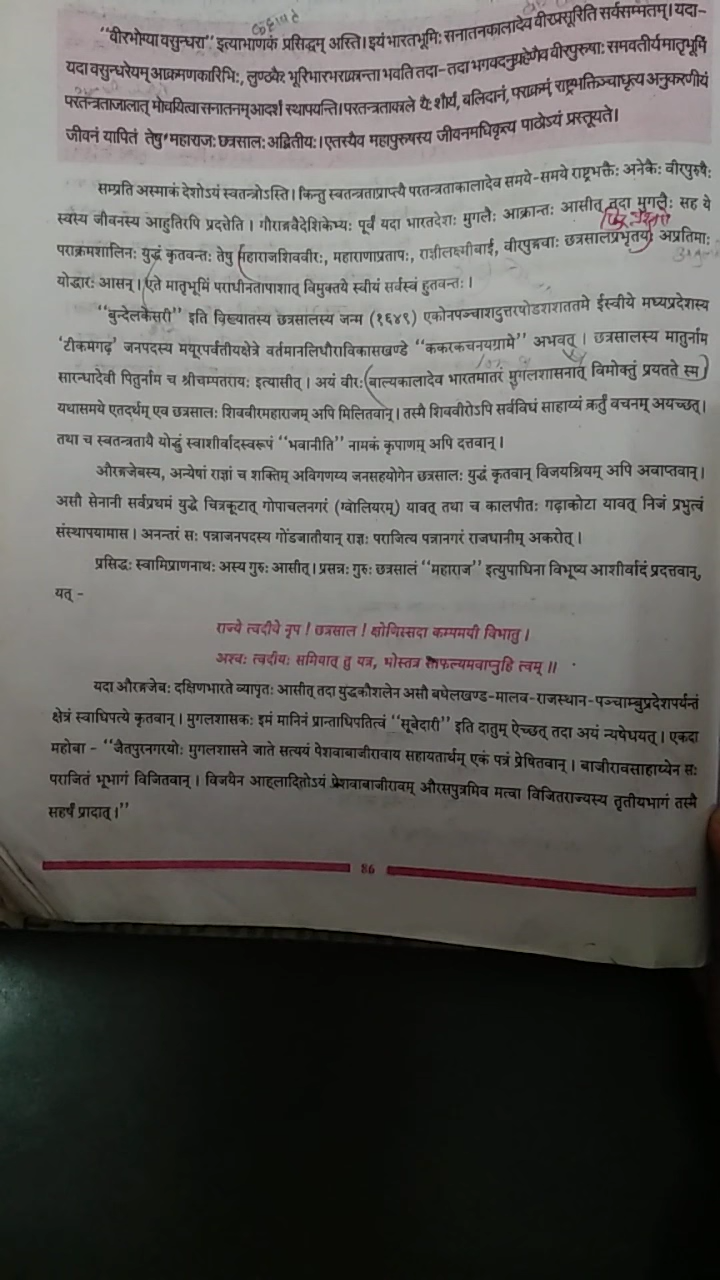 कहावत
"वीरभोग्या वसुन्धरा" इत्याभाणकं प्रसिद्धम् अस्ति। इयं भारतभूमिः सनातनकालादेव वीरप्रसूरिति सर्वसम्मतम्। यदा-
यदा वसुन्धरेयम् आक्रमणकारिभिः, लुण्ठकैः भूरिभारभराक्रान्ता भवति तदा-तदा भगवदनुग्रहेणैव वीरपुरुषाः समवतीर्य मातृभूमिं
परतन्त्रताजालात् मोचयित्वा सनातनम् आदर्शं स्थापयन्ति। परतन्त्रताकाले यैः शौर्यं, बलिदानं, पराक्रमं, राष्ट्रभक्तिञ्चाधृत्य अनुकरणीयं
जीवनं यापितं तेषु महाराजः छत्रसालः अद्वितीयः। एतस्यैव महापुरुषस्य जीवनमधिकृत्य पाठोऽयं प्रस्तूयते।
सम्प्रति अस्माकं देशोऽयं स्वतन्त्रोऽस्ति। किन्तु स्वतन्त्रताप्राप्त्यै परतन्त्रताकालादेव समये-समये राष्ट्रभक्तैः अनेकैः वीरपुरुषैः
स्वस्य जीवनस्य आहुतिरपि प्रदत्तेति। गौराङ्गवैदेशिकेभ्यः पूर्वं यदा भारतदेशः मुगलैः आक्रान्तः आसीत् तदा मुगलैः सह ये
पराक्रमशालिनः युद्धं कृतवन्तः तेषु महाराजशिववीरः, महाराणाप्रतापः, राज्ञीलक्ष्मीबाई, वीरपुङ्गवाः छत्रसालप्रभृतयः अप्रतिमाः
योद्धारः आसन्। एते मातृभूमिं पराधीनतापाशात् विमुक्तये स्वीयं सर्वस्वं हुतवन्तः।
"बुन्देलकेसरी" इति विख्यातस्य छत्रसालस्य जन्म (१६४९) एकोनपञ्चाशदुत्तरषोडशशततमे ईस्वीये मध्यप्रदेशस्य
'टीकमगढ़' जनपदस्य मयूरपर्वतीयक्षेत्रे वर्तमानलिधौराविकासखण्डे "ककरकचनयग्रामे" अभवत्। छत्रसालस्य मातुर्नाम
सारन्धादेवी पितुर्नाम च श्रीचम्पतरायः इत्यासीत्। अयं वीरः बाल्यकालादेव भारतमातरं मुगलशासनात् विमोक्तुं प्रयतते स्म
यथासमये एतदर्थम् एव छत्रसालः शिववीरमहाराजम् अपि मिलितवान्। तस्मै शिववीरोऽपि सर्वविधं साहाय्यं कर्तुं वचनम् अयच्छत्।
तथा च स्वतन्त्रतायै योद्धुं स्वाशीर्वादस्वरूपं "भवानीति" नामकं कृपाणम् अपि दत्तवान्।
औरङ्गजेबस्य, अन्येषां राज्ञां च शक्तिम् अविगणय्य जनसहयोगेन छत्रसालः युद्धं कृतवान् विजयश्रियम् अपि अवाप्तवान्।
असौ सेनानी सर्वप्रथमं युद्धे चित्रकूटात् गोपाचलनगरं (ग्वालियरम्) यावत् तथा च कालपीतः गढ़ाकोटा यावत् निजं प्रभुत्वं
संस्थापयामास। अनन्तरं सः पन्नाजनपदस्य गोंडजातीयान् राज्ञः पराजित्य पन्नानगरं राजधानीम् अकरोत्।
प्रसिद्धः स्वामिप्राणनाथः अस्य गुरुः आसीत्। प्रसन्नः गुरुः छत्रसालं "महाराज" इत्युपाधिना विभूष्य आशीर्वादं प्रदत्तवान्,
यत् -
राज्ये त्वदीये नृप ! छत्रसाल ! क्षोणिस्सदा कम्पमयी विभातु।
अश्वः त्वदीयः समियात् तु यत्र, भोस्तत्र साफल्यमवाप्नुहि त्वम्॥
यदा औरङ्गजेबः दक्षिणभारते व्यापृतः आसीत् तदा युद्धकौशलेन असौ बघेलखण्ड-मालव-राजस्थान-पञ्चाम्बुप्रदेशपर्यन्तं
क्षेत्रं स्वाधिपत्ये कृतवान्। मुगलशासकः इमं मानिनं प्रान्ताधिपतित्वं "सूबेदारी" इति दातुम् ऐच्छत् तदा अयं न्यषेधयत्। एकदा
महोबा - "जैतपुरनगरयोः मुगलशासने जाते सत्ययं पेशवाबाजीरावाय सहायतार्थम् एकं पत्रं प्रेषितवान्। बाजीरावसाहाय्येन सः
पराजितं भूभागं विजितवान्। विजयेन आह्लादितोऽयं पेशवाबाजीरावम् औरसपुत्रमिव मत्वा विजितराज्यस्य तृतीयभागं तस्मै
सहर्षं प्रादात्।"
86